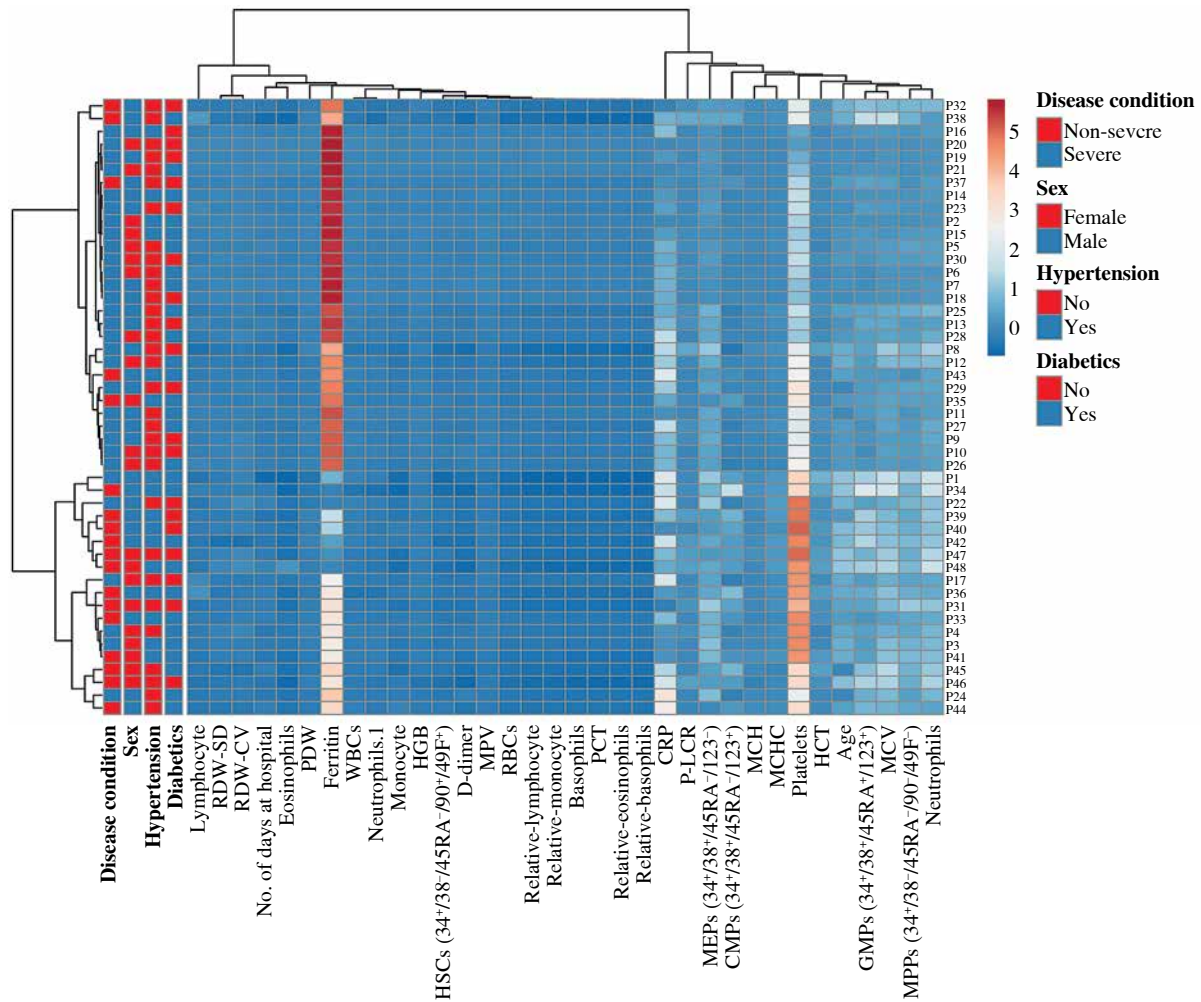 P32
P38
P16
P20
P19
P21
P37
P14
P23
P2
P15
P5
P30
P6
P7
P18
P25
P13
P28
P8
P12
P43
P29
P35
P11
P27
P9
P10
P26
P1
P34
P22
P39
P40
P42
P47
P48
P17
P36
P31
P33
P4
P3
P41
P45
P46
P24
P44
5
4
3
2
1
0
Disease condition
Non-sevcre
Severe
Sex
Female
Male
Hypertension
No
Yes
Diabetics
No
Yes
Disease condition
Sex
Hypertension
Diabetics
Lymphocyte
RDW-SD
RDW-CV
No. of days at hospital
Eosinophils
PDW
Ferritin
WBCs
Neutrophils.1
Monocyte
HGB
HSCs (34⁺/38⁻/45RA⁻/90⁺/49F⁺)
D-dimer
MPV
RBCs
Relative-lymphocyte
Relative-monocyte
Basophils
PCT
Relative-eosinophils
Relative-basophils
CRP
P-LCR
MEPs (34⁺/38⁺/45RA⁻/123⁻)
CMPs (34⁺/38⁺/45RA⁻/123⁺)
MCH
MCHC
Platelets
HCT
Age
GMPs (34⁺/38⁺/45RA⁺/123⁺)
MCV
MPPs (34⁺/38⁻/45RA⁻/90⁻/49F⁻)
Neutrophils